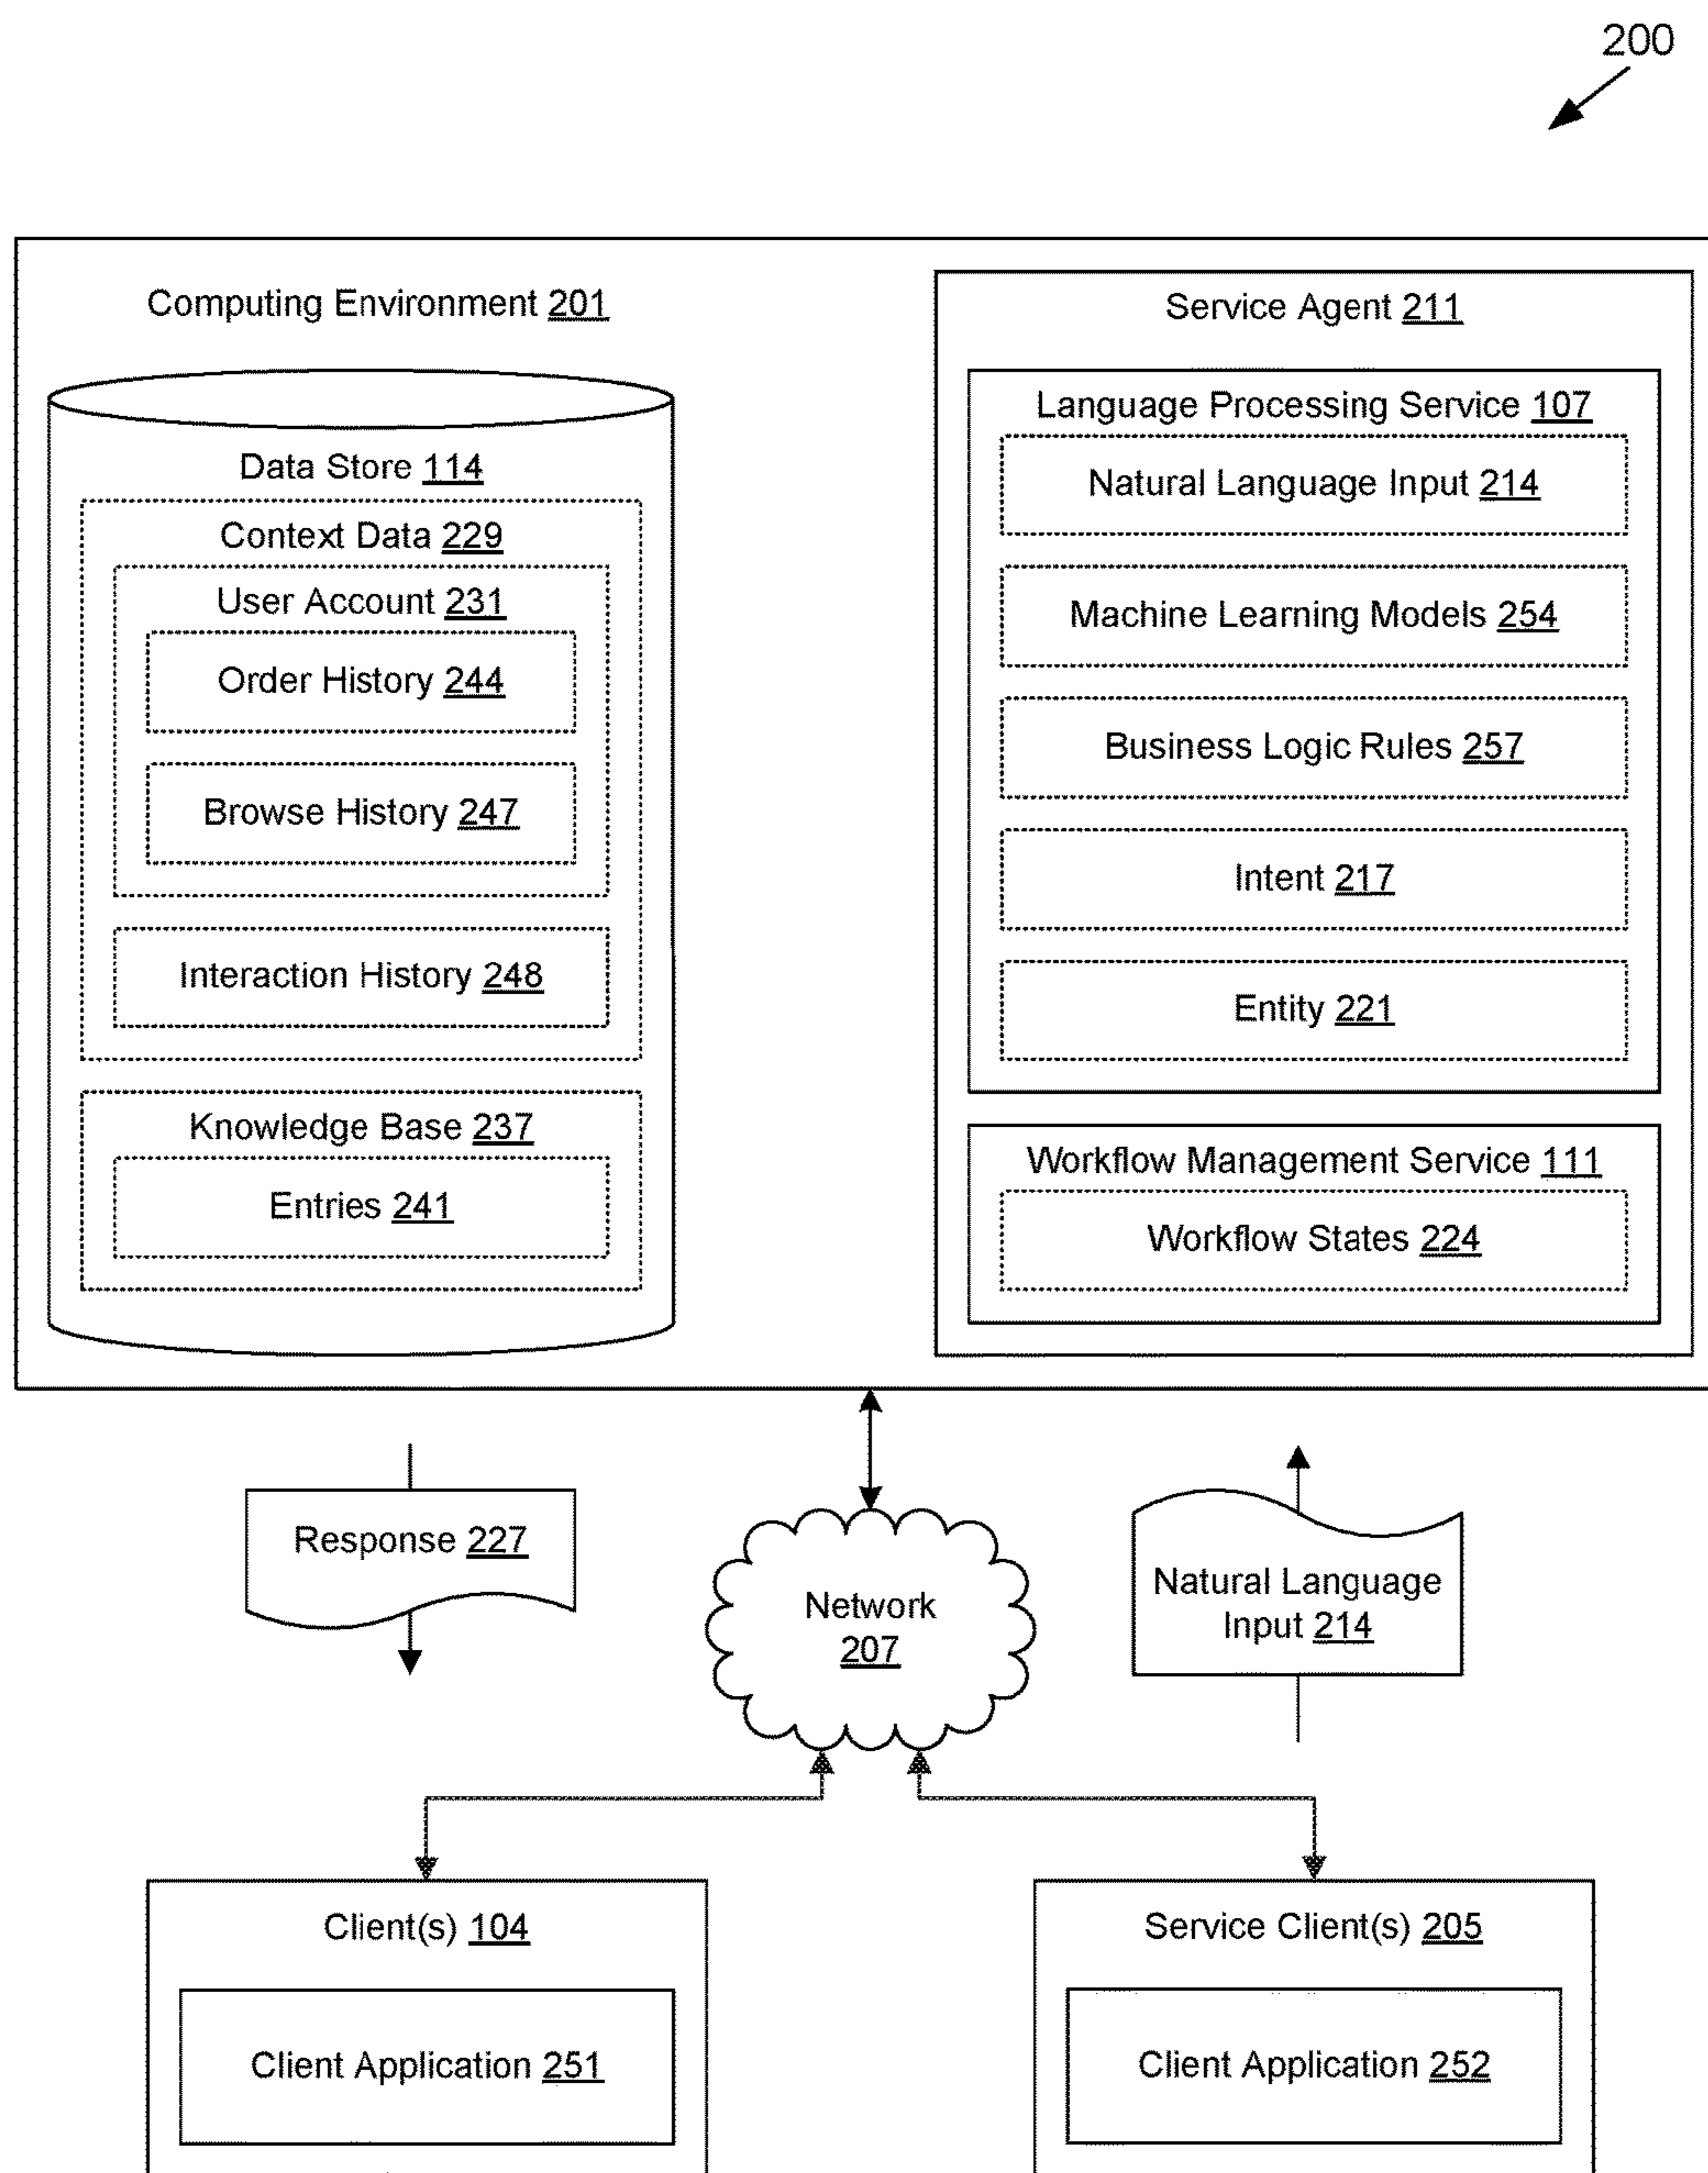 200
Computing Environment 201
Data Store 114
Context Data 229
User Account 231
Order History 244
Browse History 247
Interaction History 248
Knowledge Base 237
Entries 241
Service Agent 211
Language Processing Service 107
Natural Language Input 214
Machine Learning Models 254
Business Logic Rules 257
Intent 217
Entity 221
Workflow Management Service 111
Workflow States 224
Response 227
Network
207
Natural Language
Input 214
Client(s) 104
Client Application 251
Service Client(s) 205
Client Application 252